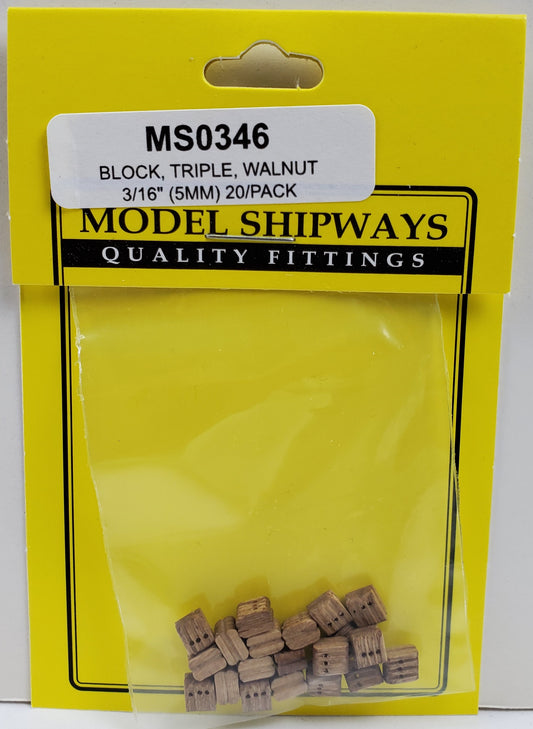 MS0346
BLOCK, TRIPLE, WALNUT
3/16" (5MM) 20/PACK
MODEL SHIPWAYS
QUALITY FITTINGS